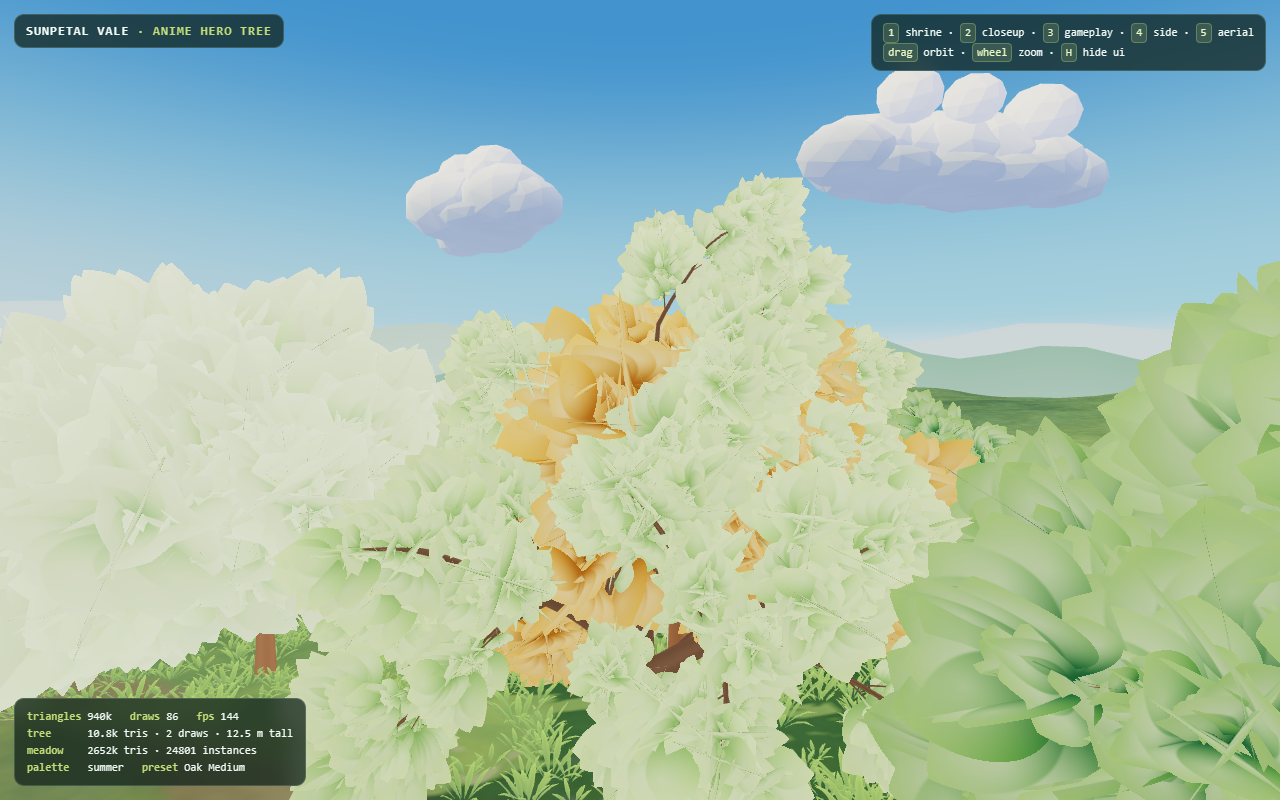 SUNPETAL VALE · ANIME HERO TREE
1 shrine · 2 closeup · 3 gameplay · 4 side · 5 aerial
drag orbit · wheel zoom · H hide ui
triangles 940k draws 86 fps 144
tree 10.8k tris · 2 draws · 12.5 m tall
meadow 2652k tris · 24801 instances
palette summer preset Oak Medium